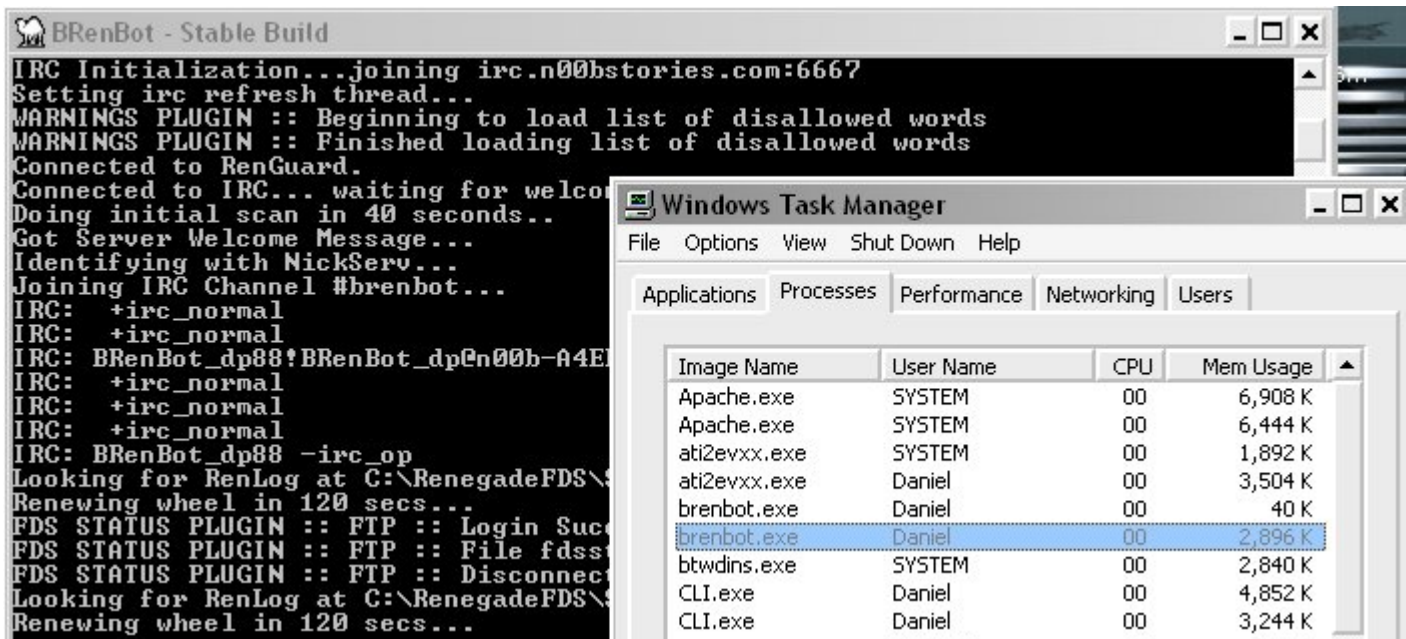 BRenBot - Stable Build
IRC Initialization...joining irc.n00bstories.com:6667
Setting irc refresh thread...
WARNINGS PLUGIN :: Beginning to load list of disallowed words
WARNINGS PLUGIN :: Finished loading list of disallowed words
Connected to RenGuard.
Connected to IRC... waiting for welcom
Doing initial scan in 40 seconds..
Got Server Welcome Message...
Identifying with NickServ...
Joining IRC Channel #brenbot...
IRC: +irc_normal
IRC: +irc_normal
IRC: BRenBot_dp88!BRenBot_dp@n00b-A4E
IRC: +irc_normal
IRC: +irc_normal
IRC: +irc_normal
IRC: BRenBot_dp88 -irc_op
Looking for RenLog at C:\RenegadeFDS\
Renewing wheel in 120 secs...
FDS STATUS PLUGIN :: FTP :: Login Suc
FDS STATUS PLUGIN :: FTP :: File fdsst
FDS STATUS PLUGIN :: FTP :: Disconnect
Looking for RenLog at C:\RenegadeFDS\
Renewing wheel in 120 secs...
Windows Task Manager
File Options View Shut Down Help
Applications Processes Performance Networking Users
Image Name User Name CPU Mem Usage
Apache.exe SYSTEM 00 6,908 K
Apache.exe SYSTEM 00 6,444 K
ati2evxx.exe SYSTEM 00 1,892 K
ati2evxx.exe Daniel 00 3,504 K
brenbot.exe Daniel 00 40 K
brenbot.exe Daniel 00 2,896 K
btwdins.exe SYSTEM 00 2,840 K
CLI.exe Daniel 00 4,852 K
CLI.exe Daniel 00 3,244 K